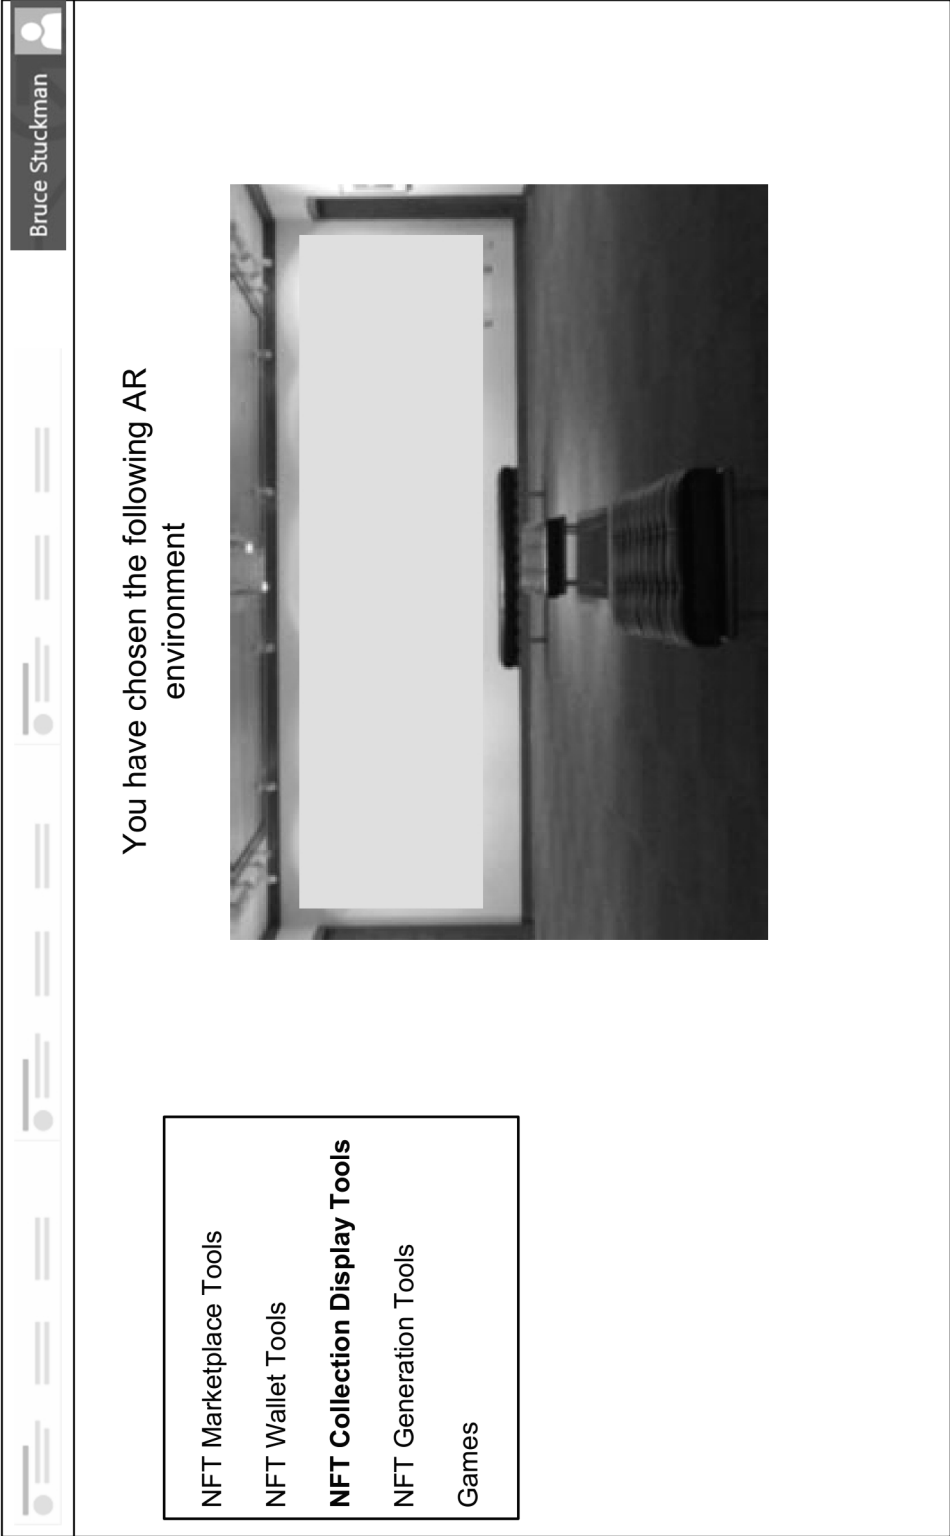 Bruce Stuckman
You have chosen the following AR
environment
NFT Marketplace Tools
NFT Wallet Tools
NFT Collection Display Tools
NFT Generation Tools
Games